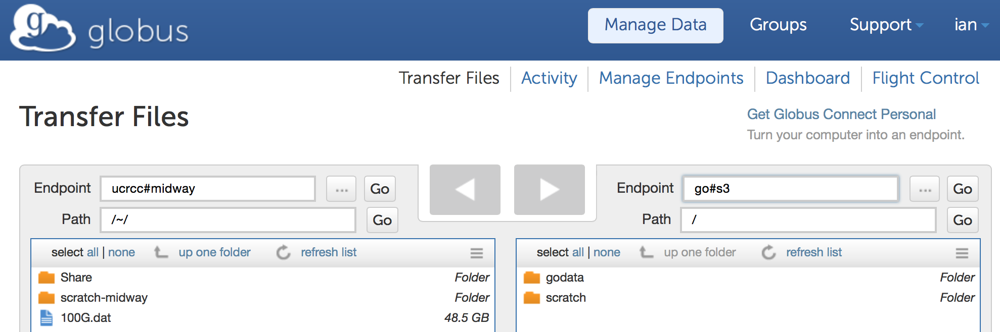 globus Manage Data Groups Support ian
Transfer Files Activity Manage Endpoints Dashboard Flight Control
Transfer Files
Get Globus Connect Personal
Turn your computer into an endpoint.
Endpoint ucrcc#midway ... Go
Path /~/ Go
select all | none up one folder refresh list
Share Folder
scratch-midway Folder
100G.dat 48.5 GB
Endpoint go#s3 ... Go
Path / Go
select all | none up one folder refresh list
godata Folder
scratch Folder